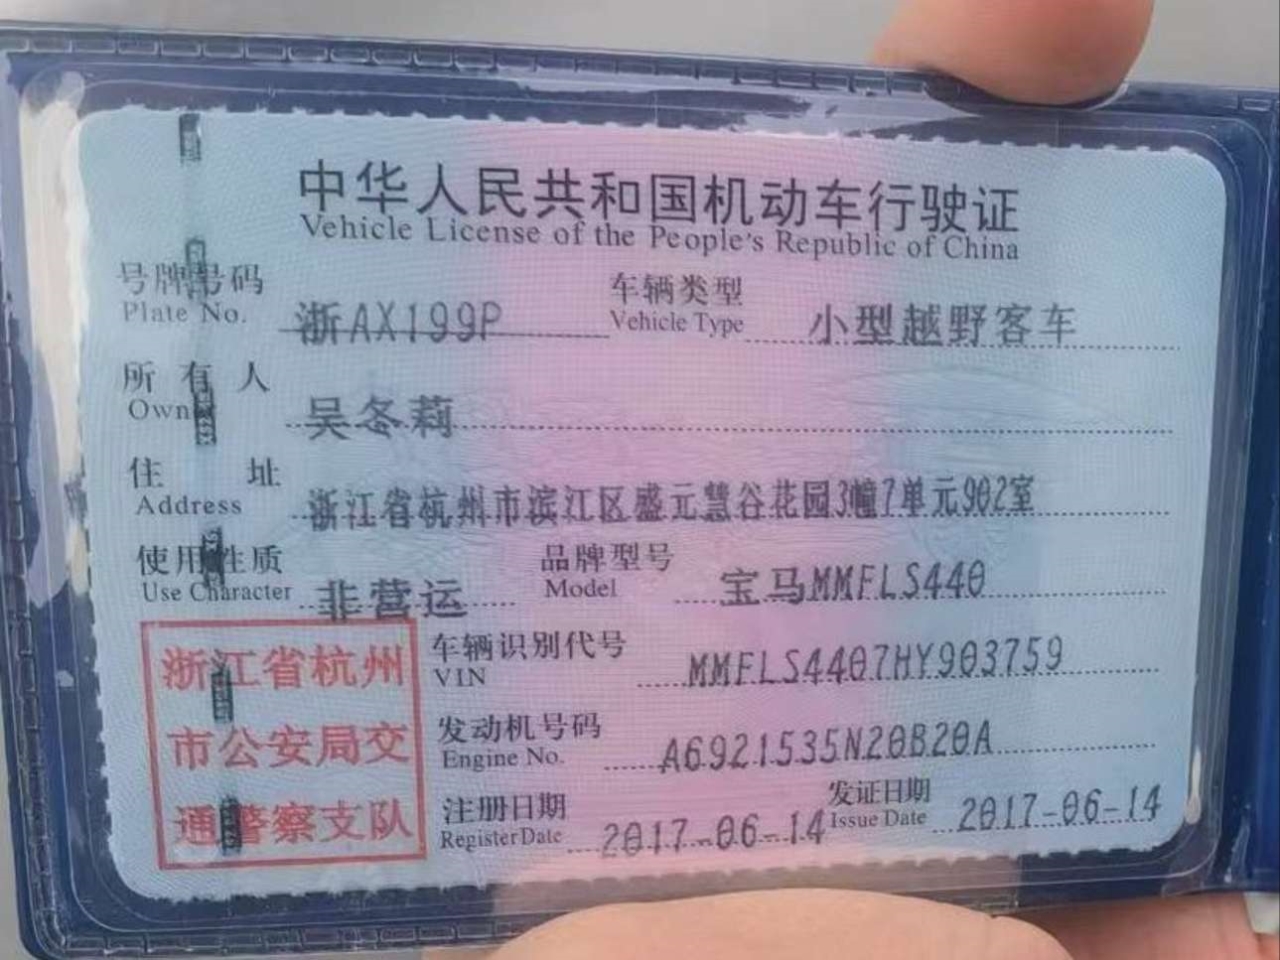 中华人民共和国机动车行驶证
Vehicle License of the People's Republic of China
号牌号码 浙AX199P 车辆类型 小型越野客车
Plate No. Vehicle Type
所有人 吴冬莉
Owner
住址 浙江省杭州市滨江区盛元慧谷花园3幢7单元902室
Address
使用性质 非营运 品牌型号 宝马MMFLS440
Use Character Model
浙江省杭州
市公安局交
通警察支队
车辆识别代号 MMFLS4407HY903759
VIN
发动机号码 A6921535N20B20A
Engine No.
注册日期 2017-06-14 发证日期 2017-06-14
Register Date Issue Date